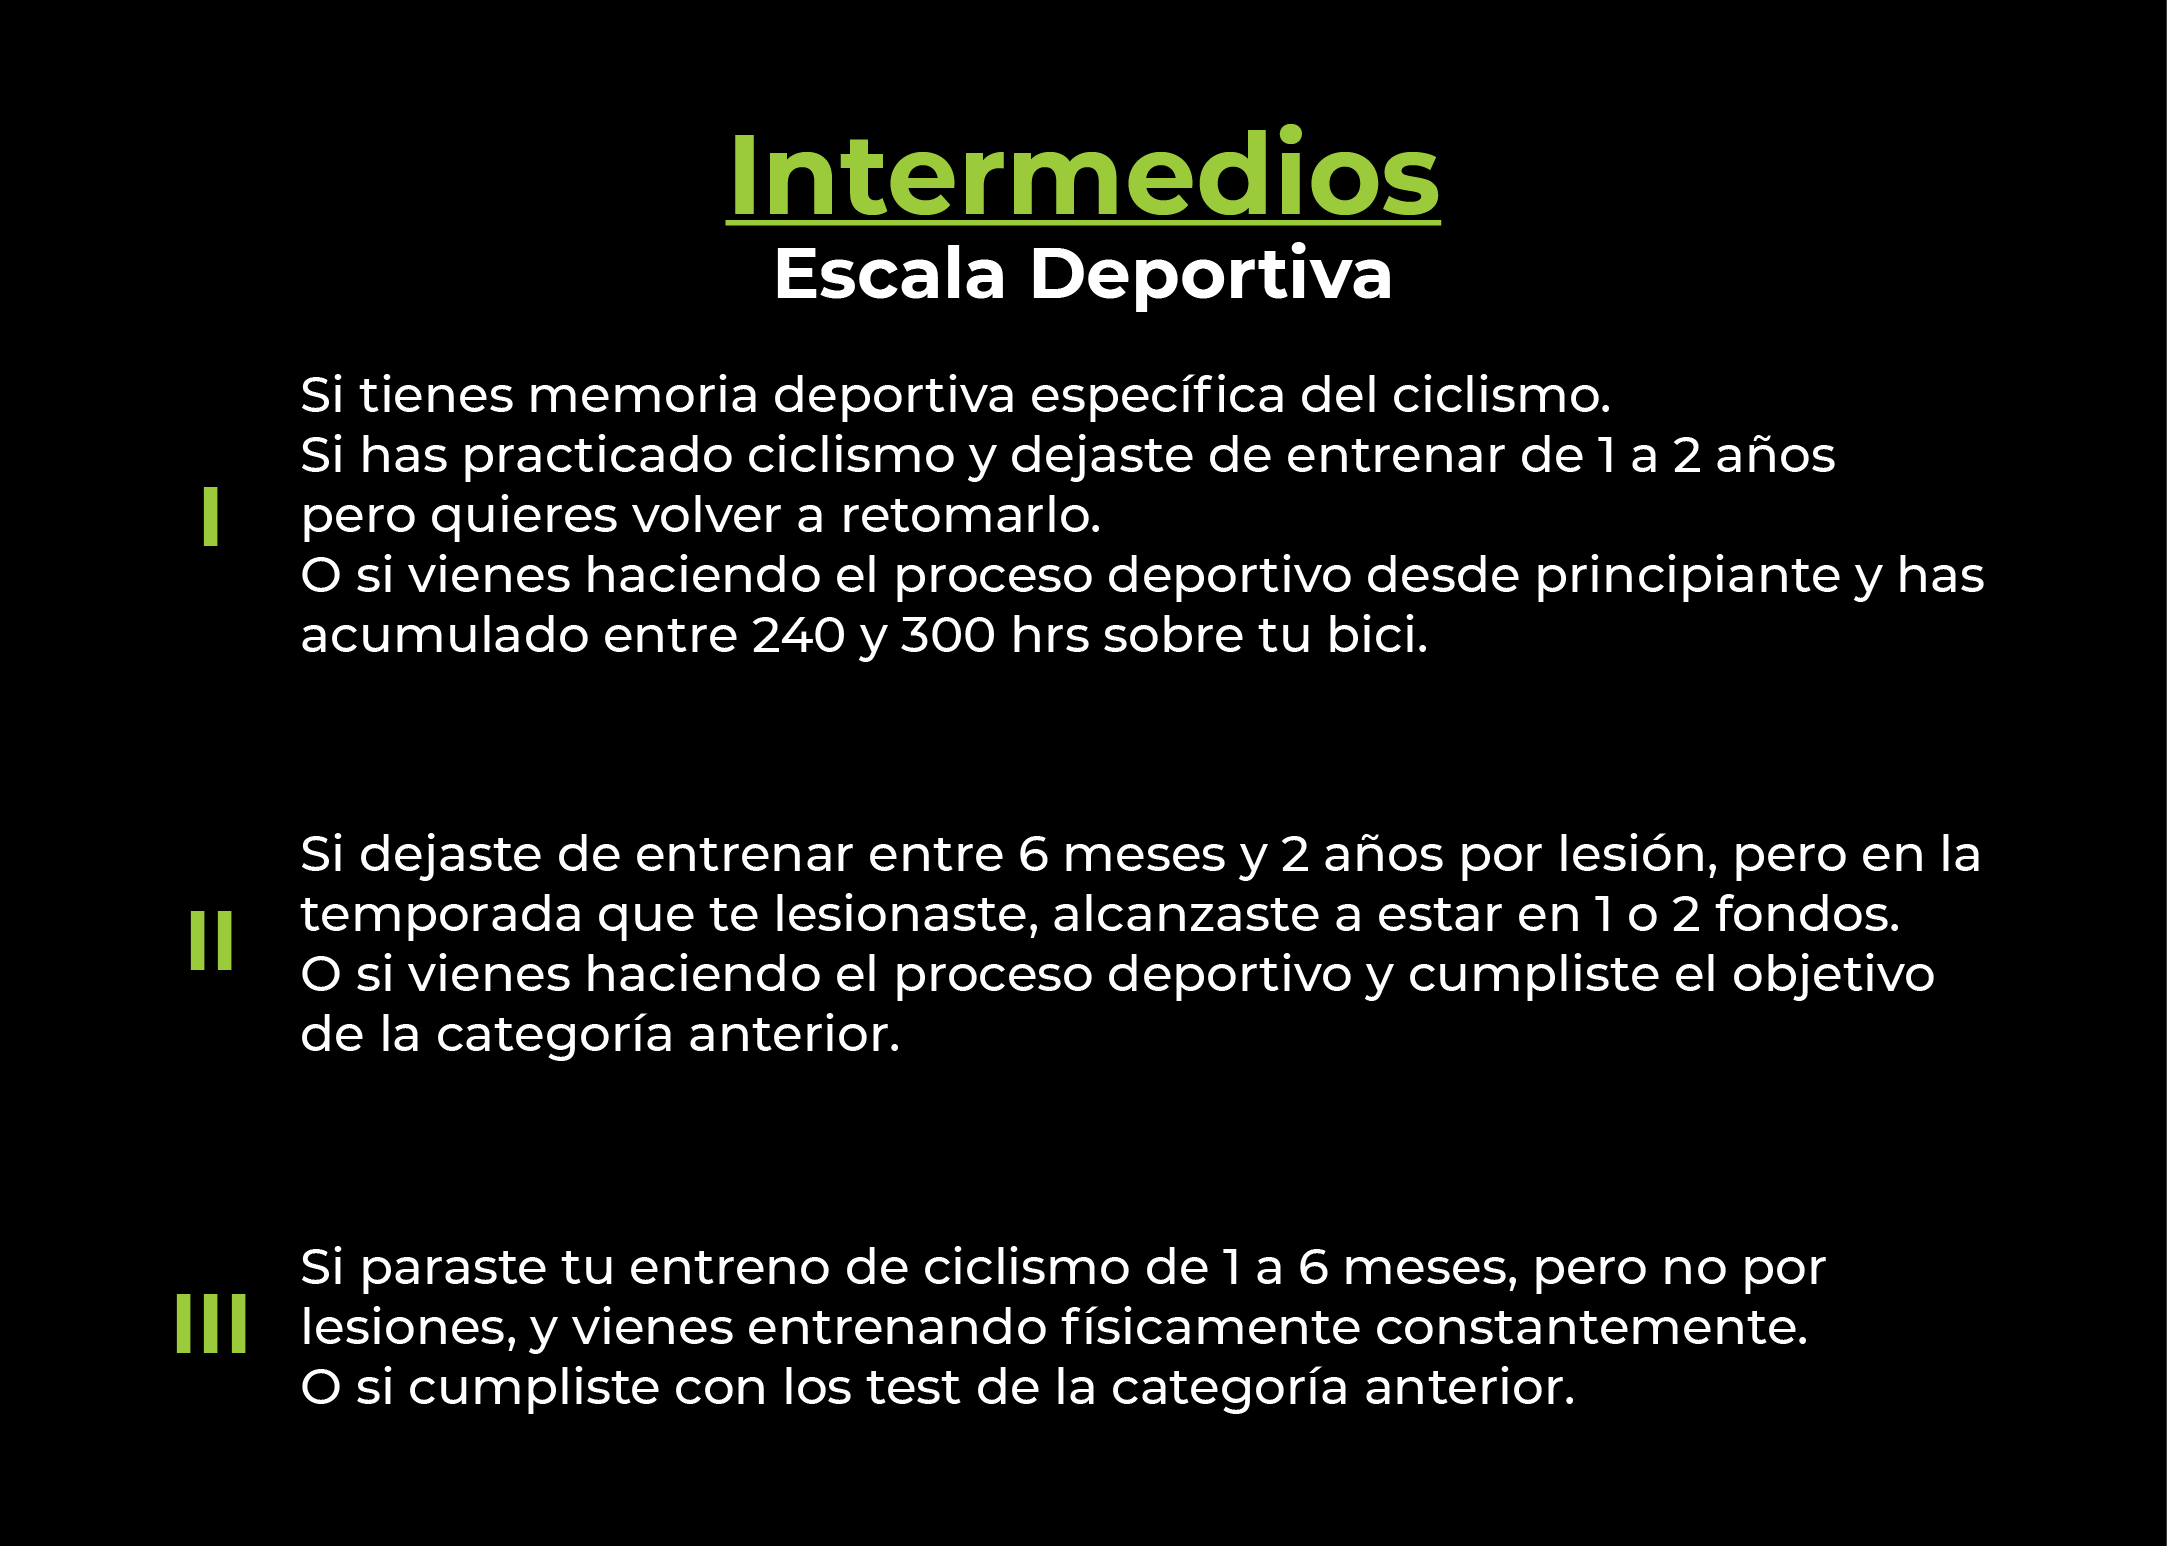 Intermedios
Escala Deportiva
I
Si tienes memoria deportiva específica del ciclismo.
Si has practicado ciclismo y dejaste de entrenar de 1 a 2 años
pero quieres volver a retomarlo.
O si vienes haciendo el proceso deportivo desde principiante y has
acumulado entre 240 y 300 hrs sobre tu bici.
II
Si dejaste de entrenar entre 6 meses y 2 años por lesión, pero en la
temporada que te lesionaste, alcanzaste a estar en 1 o 2 fondos.
O si vienes haciendo el proceso deportivo y cumpliste el objetivo
de la categoría anterior.
III
Si paraste tu entreno de ciclismo de 1 a 6 meses, pero no por
lesiones, y vienes entrenando físicamente constantemente.
O si cumpliste con los test de la categoría anterior.